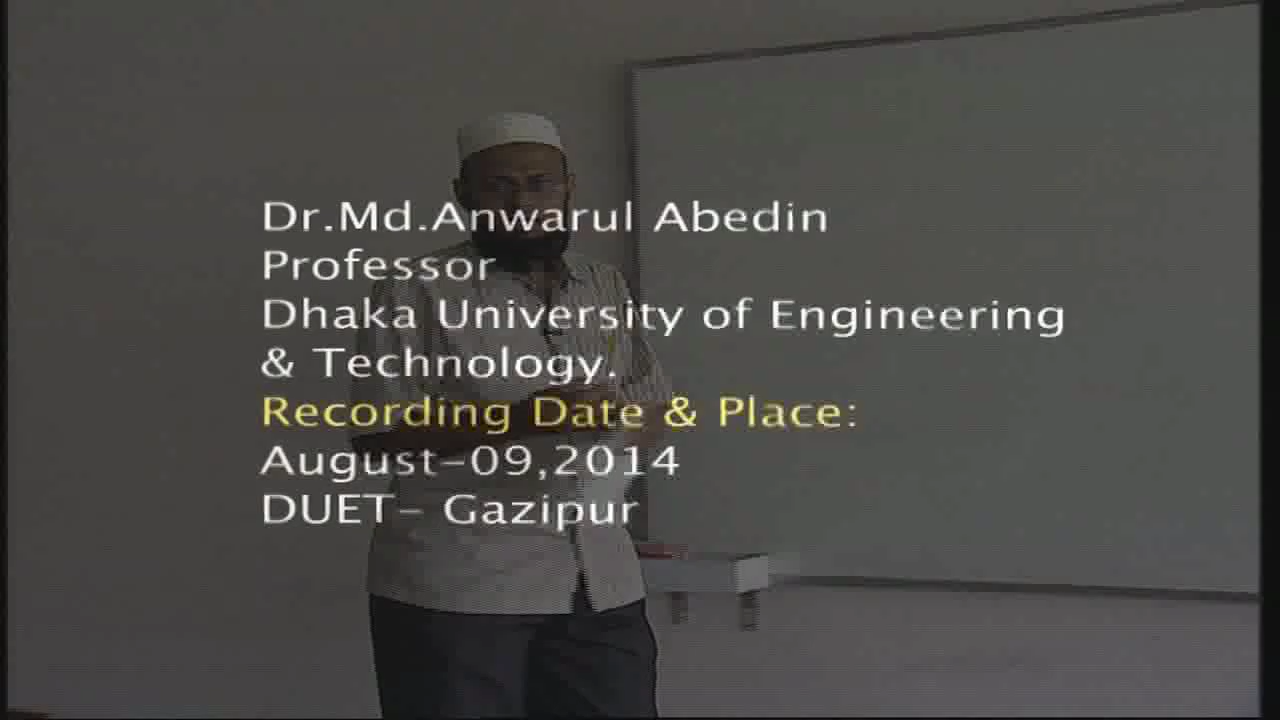 Dr.Md.Anwarul Abedin
Professor
Dhaka University of Engineering
& Technology.
Recording Date & Place:
August-09,2014
DUET- Gazipur